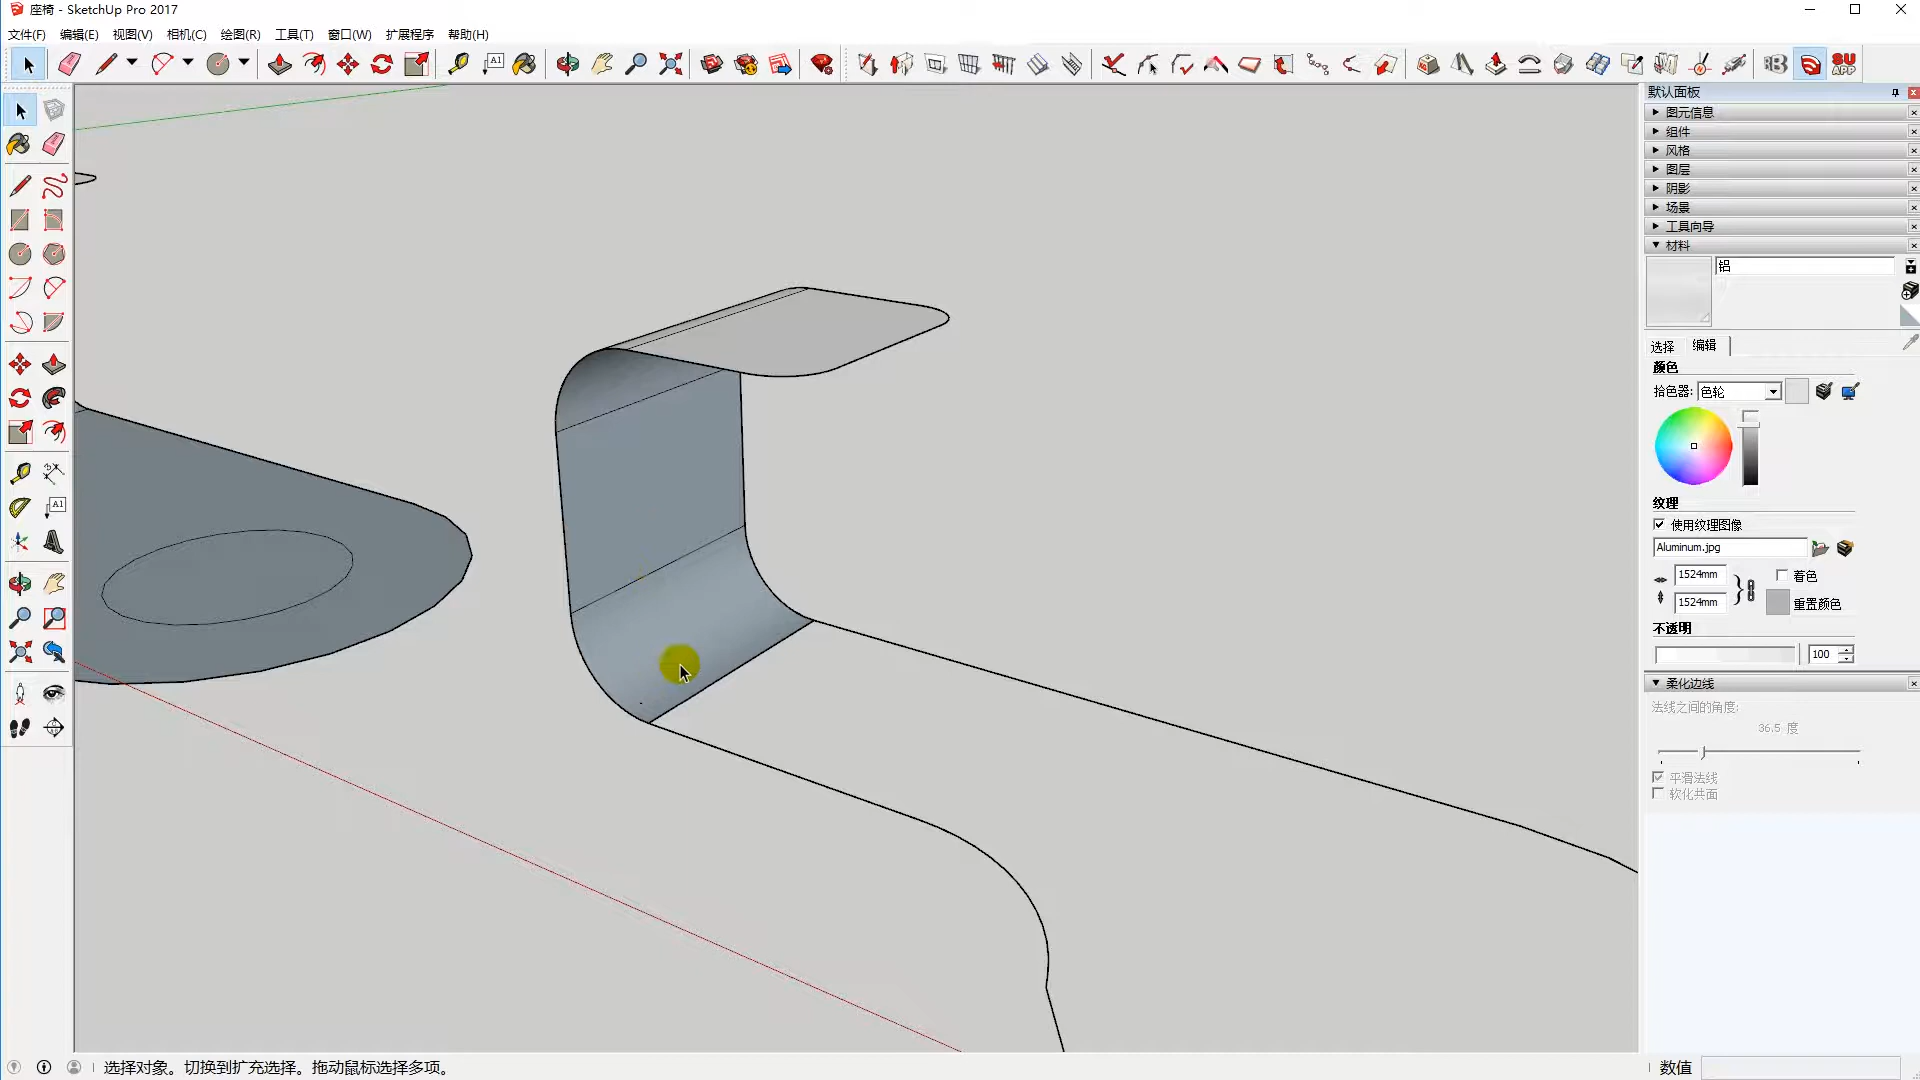 座椅 - SketchUp Pro 2017
文件(F) 编辑(E) 视图(V) 相机(C) 绘图(R) 工具(T) 窗口(W) 扩展程序 帮助(H)
A1
SU
APP
默认面板
图元信息
组件
风格
图层
阴影
场景
工具向导
材料
铝
选择 编辑
颜色
拾色器: 色轮
纹理
使用纹理图像
Aluminum.jpg
1524mm 着色
1524mm 重置颜色
不透明
100
柔化边线
法线之间的角度:
36.5 度
平滑法线
软化共面
A1
选择对象。切换到扩充选择。拖动鼠标选择多项。
数值